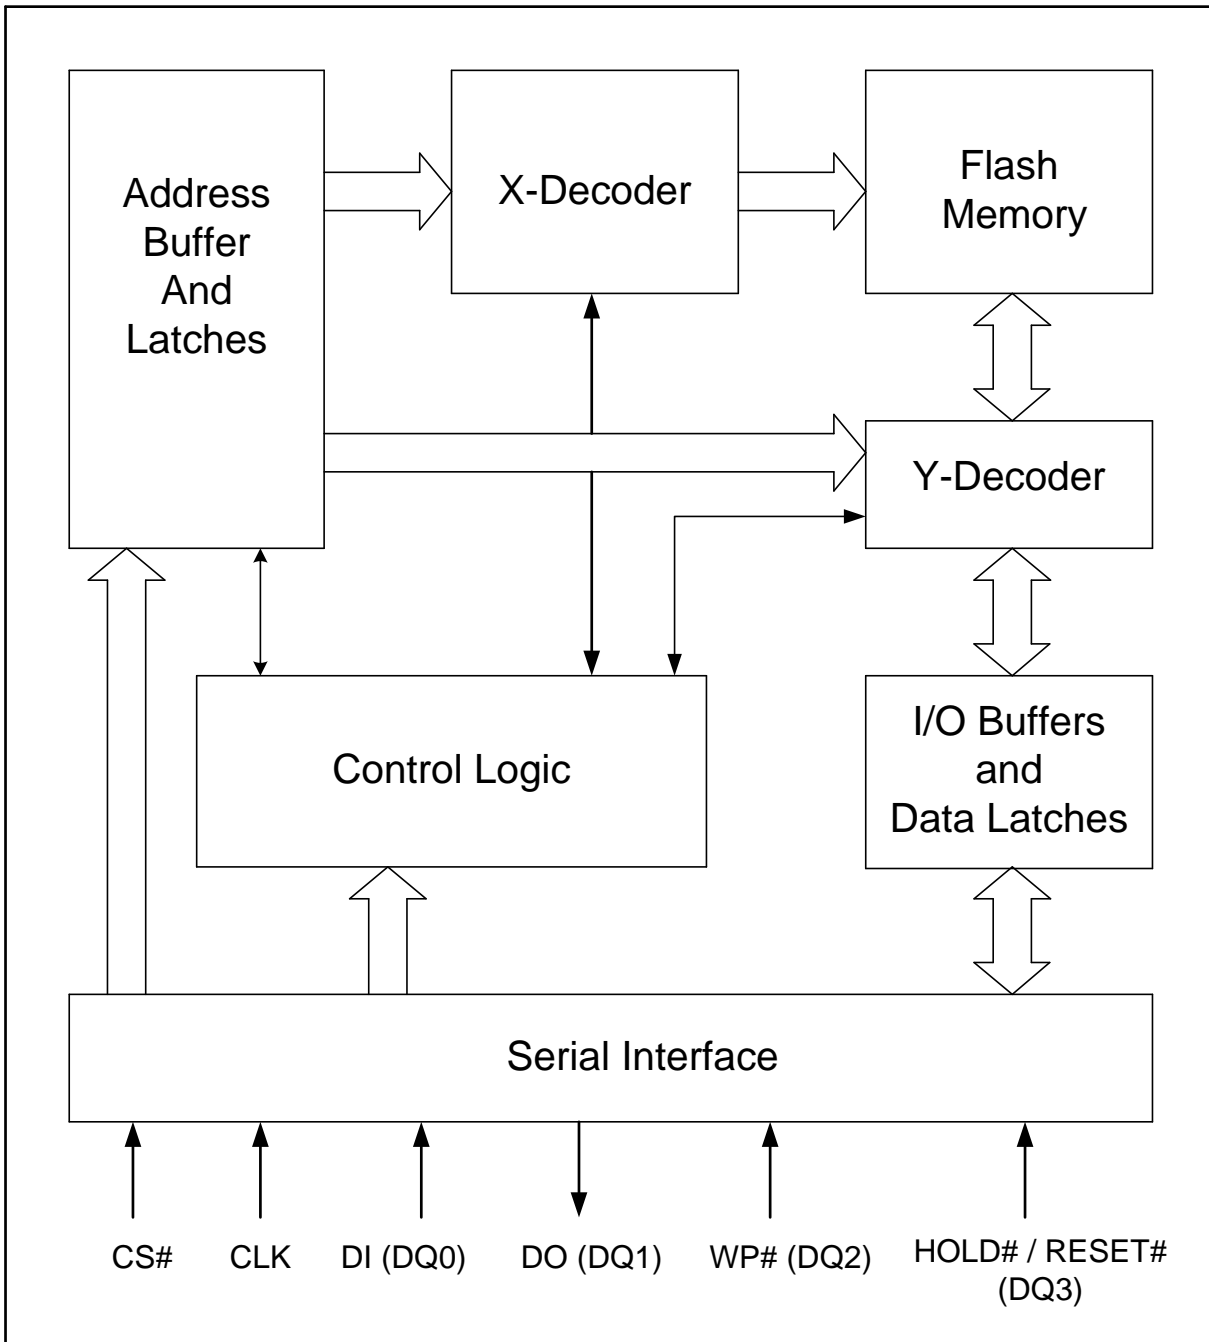 Address
Buffer
And
Latches
X-Decoder
Flash
Memory
Y-Decoder
Control Logic
I/O Buffers
and
Data Latches
Serial Interface
CS#
CLK
DI (DQ0)
DO (DQ1)
WP# (DQ2)
HOLD# / RESET#
(DQ3)